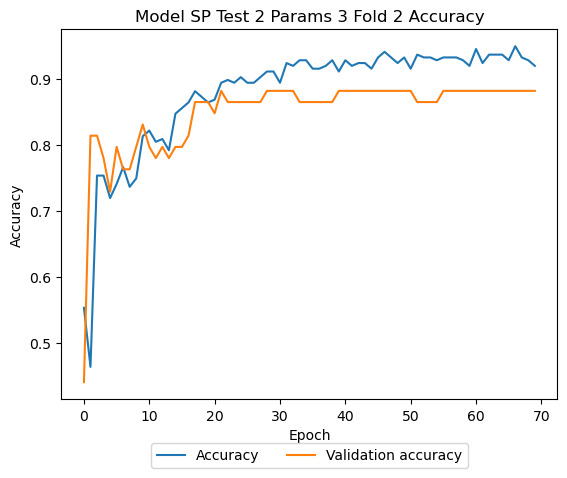 Model SP Test 2 Params 3 Fold 2 Accuracy
Accuracy
0.9
0.8
0.7
0.6
0.5
0 10 20 30 40 50 60 70
Epoch
Accuracy Validation accuracy